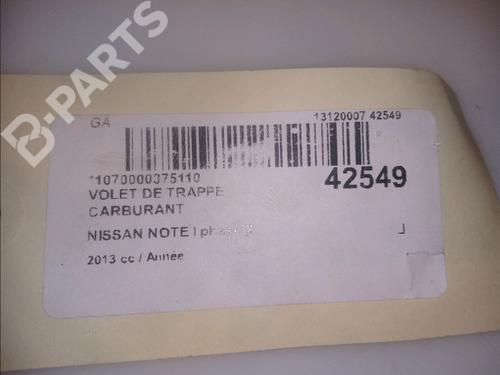 B-PARTS
GA
13120007 42549
*1070000375110
42549
VOLET DE TRAPPE
CARBURANT
NISSAN NOTE I
2013 cc / Année